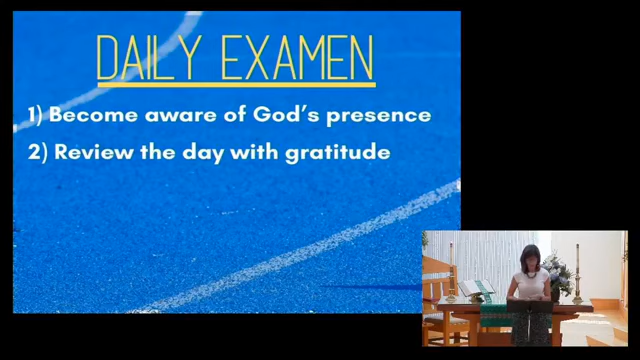 DAILY EXAMEN
1) Become aware of God's presence
2) Review the day with gratitude